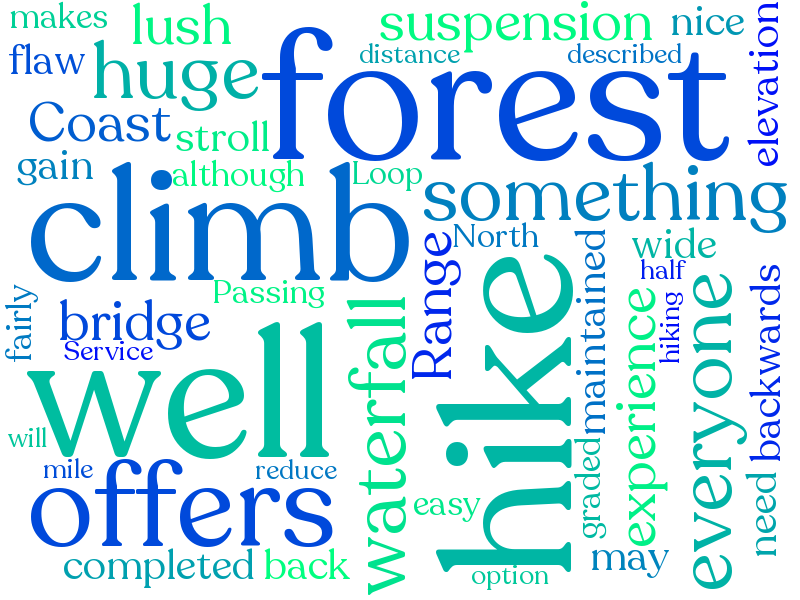 makes
lush
suspension
nice
elevation
flaw
huge
distance
described
forest
Coast
stroll
gain
although
Loop
climb
something
North
wide
Range
maintained
half
fairly
Passing
bridge
Service
waterfall
hike
experience
hiking
everyone
backwards
well
will
mile
reduce
offers
easy
graded
need
completed
back
option
may